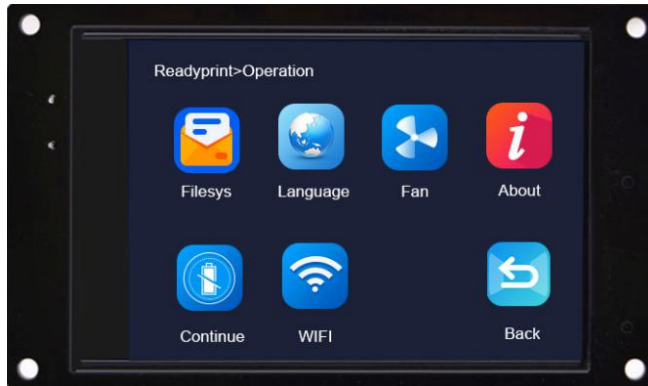 Readyprint>Operation
Filesys
Language
Fan
About
Continue
WIFI
Back